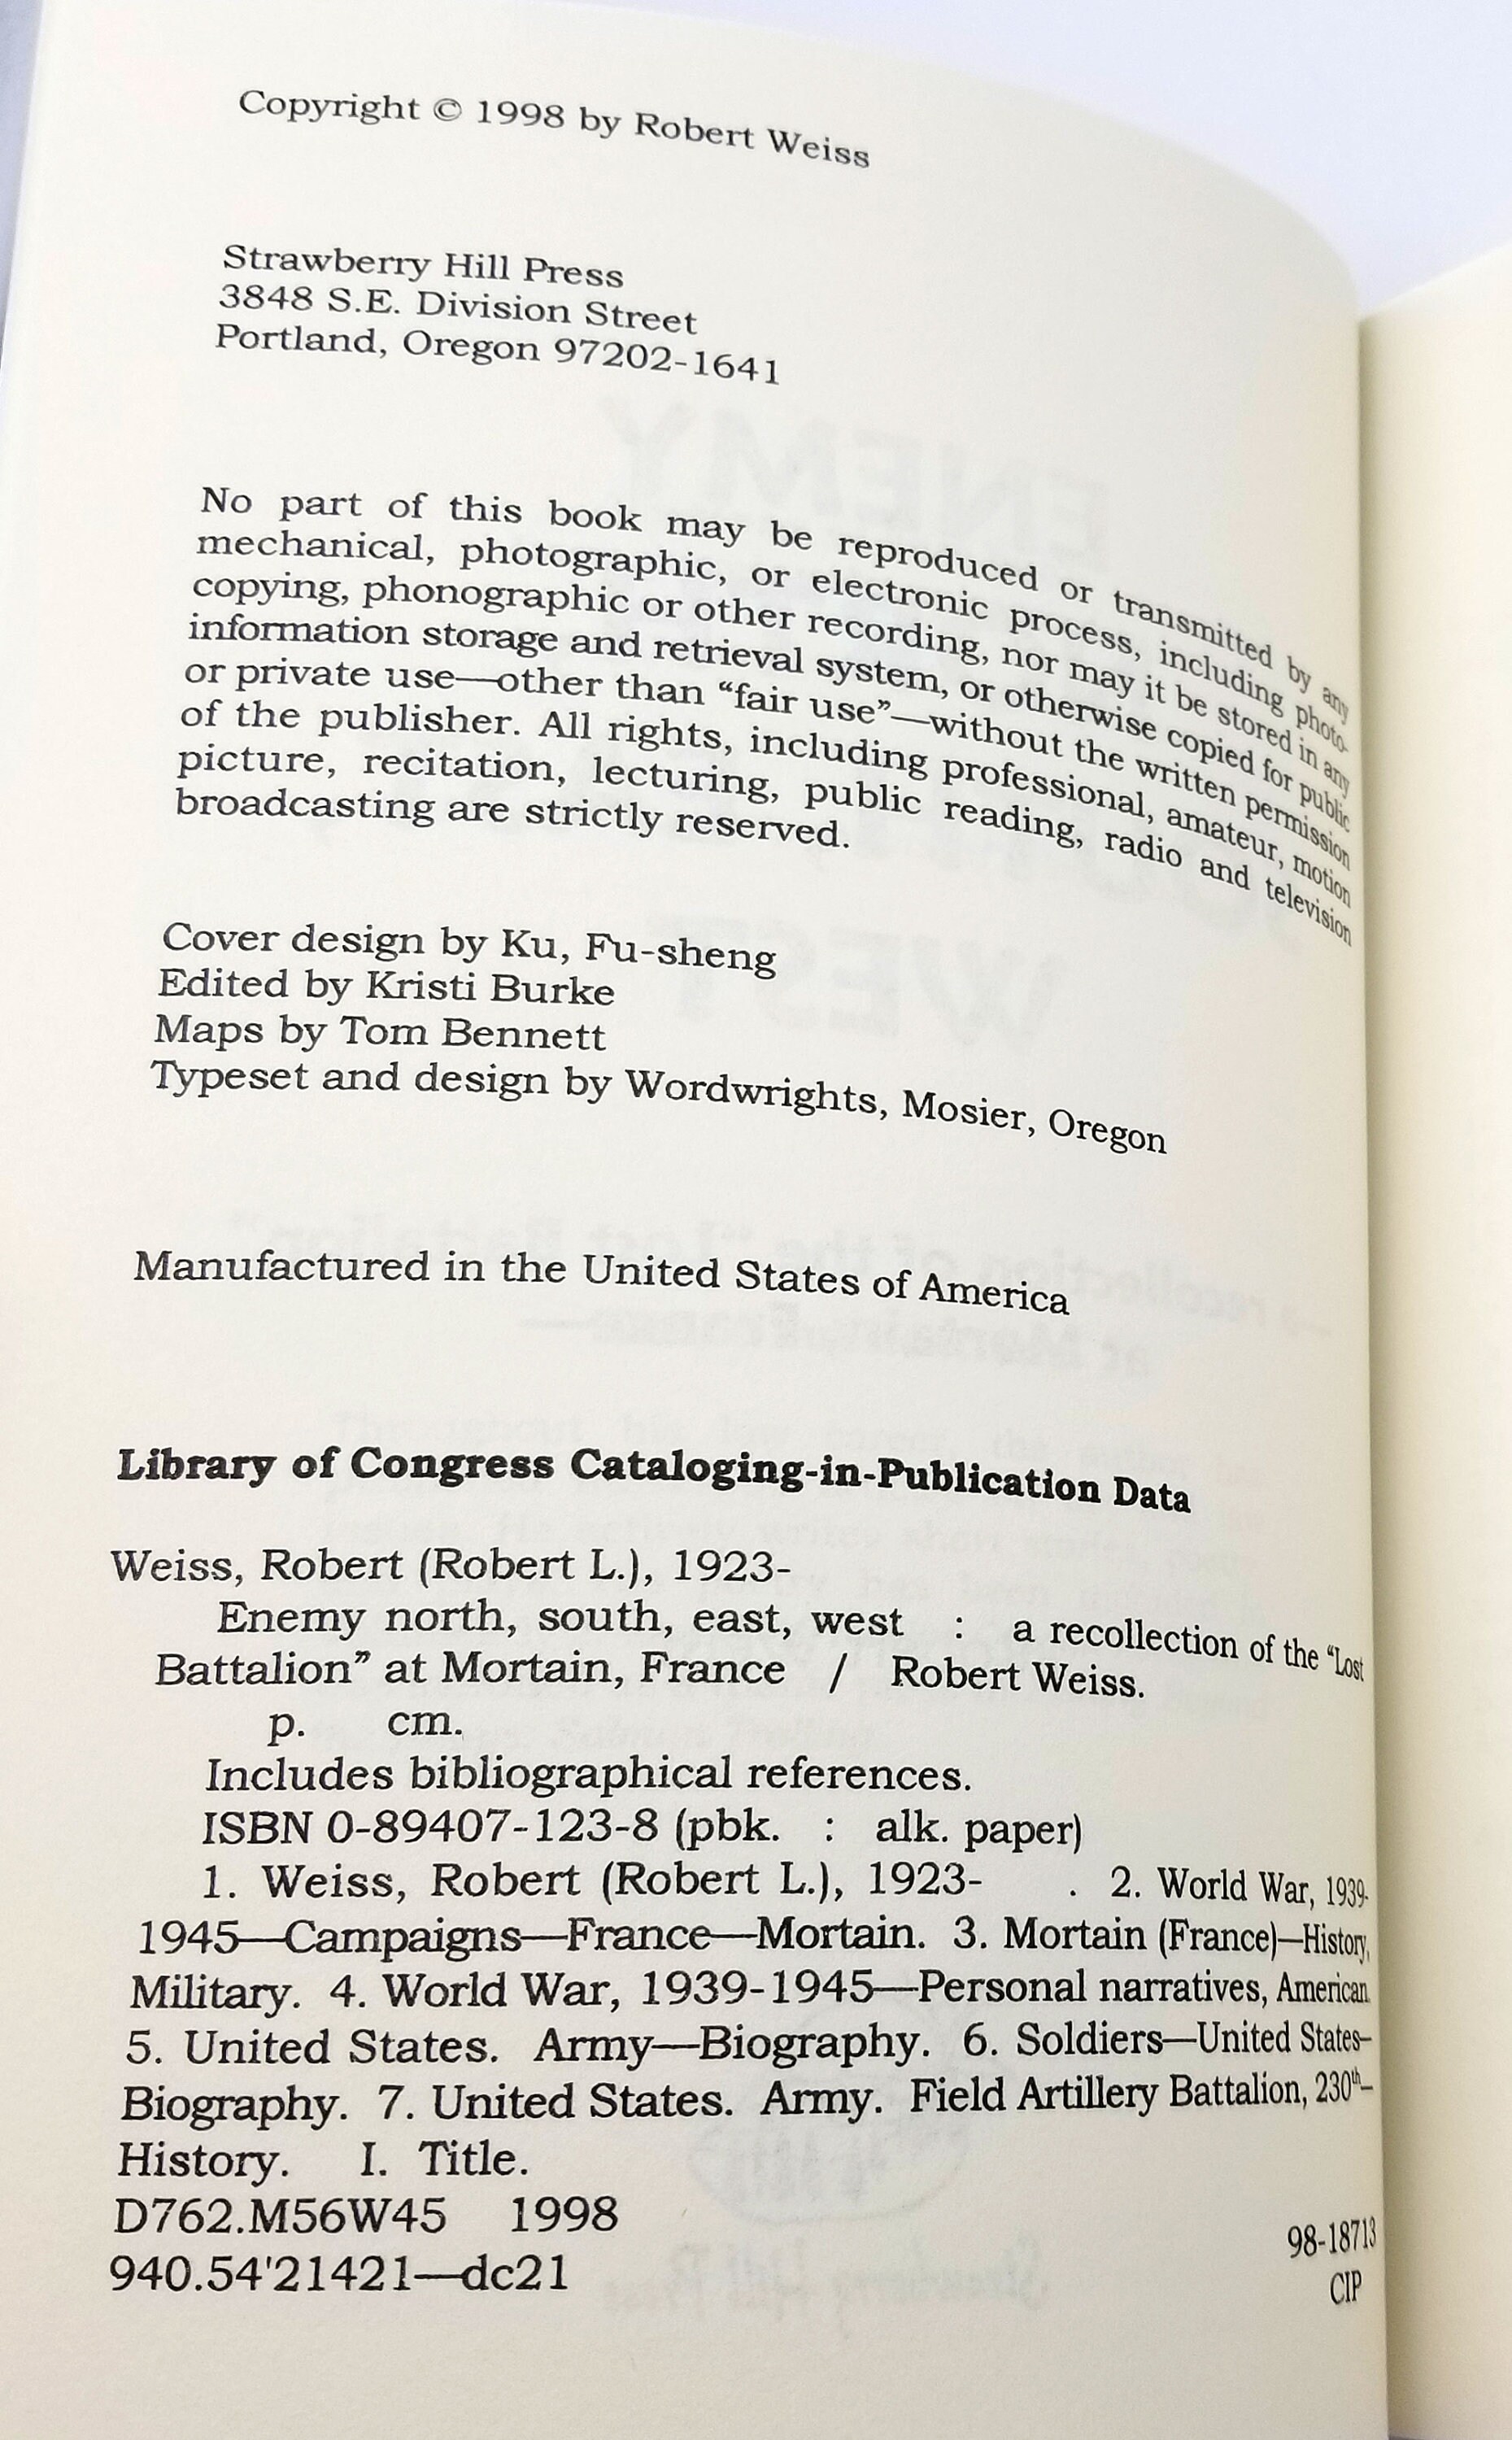 Copyright © 1998 by Robert Weiss
Strawberry Hill Press
3848 S.E. Division Street
Portland, Oregon 97202-1641
No part of this book may be reproduced or transmitted by any
mechanical, photographic, or electronic process, including photo-
copying, phonographic or other recording, nor may it be stored in any
information storage and retrieval system, or otherwise copied for public
or private use—other than “fair use”—without the written permission
of the publisher. All rights, including professional, amateur, motion
picture, recitation, lecturing, public reading, radio and television
broadcasting are strictly reserved.
Cover design by Ku, Fu-sheng
Edited by Kristi Burke
Maps by Tom Bennett
Typeset and design by Wordwrights, Mosier, Oregon
Manufactured in the United States of America
Library of Congress Cataloging-in-Publication Data
Weiss, Robert (Robert L.), 1923-
Enemy north, south, east, west : a recollection of the “Lost
Battalion” at Mortain, France / Robert Weiss.
p. cm.
Includes bibliographical references.
ISBN 0-89407-123-8 (pbk. : alk. paper)
1. Weiss, Robert (Robert L.), 1923- . 2. World War, 1939-
1945—Campaigns—France—Mortain. 3. Mortain (France)—History,
Military. 4. World War, 1939-1945—Personal narratives, American.
5. United States. Army—Biography. 6. Soldiers—United States—
Biography. 7. United States. Army. Field Artillery Battalion, 230th—
History. I. Title.
D762.M56W45 1998
940.54'21421—dc21
98-18713
CIP